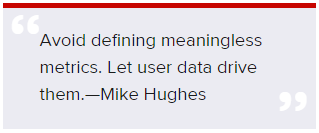 Avoid defining meaningless
metrics. Let user data drive
them.—Mike Hughes